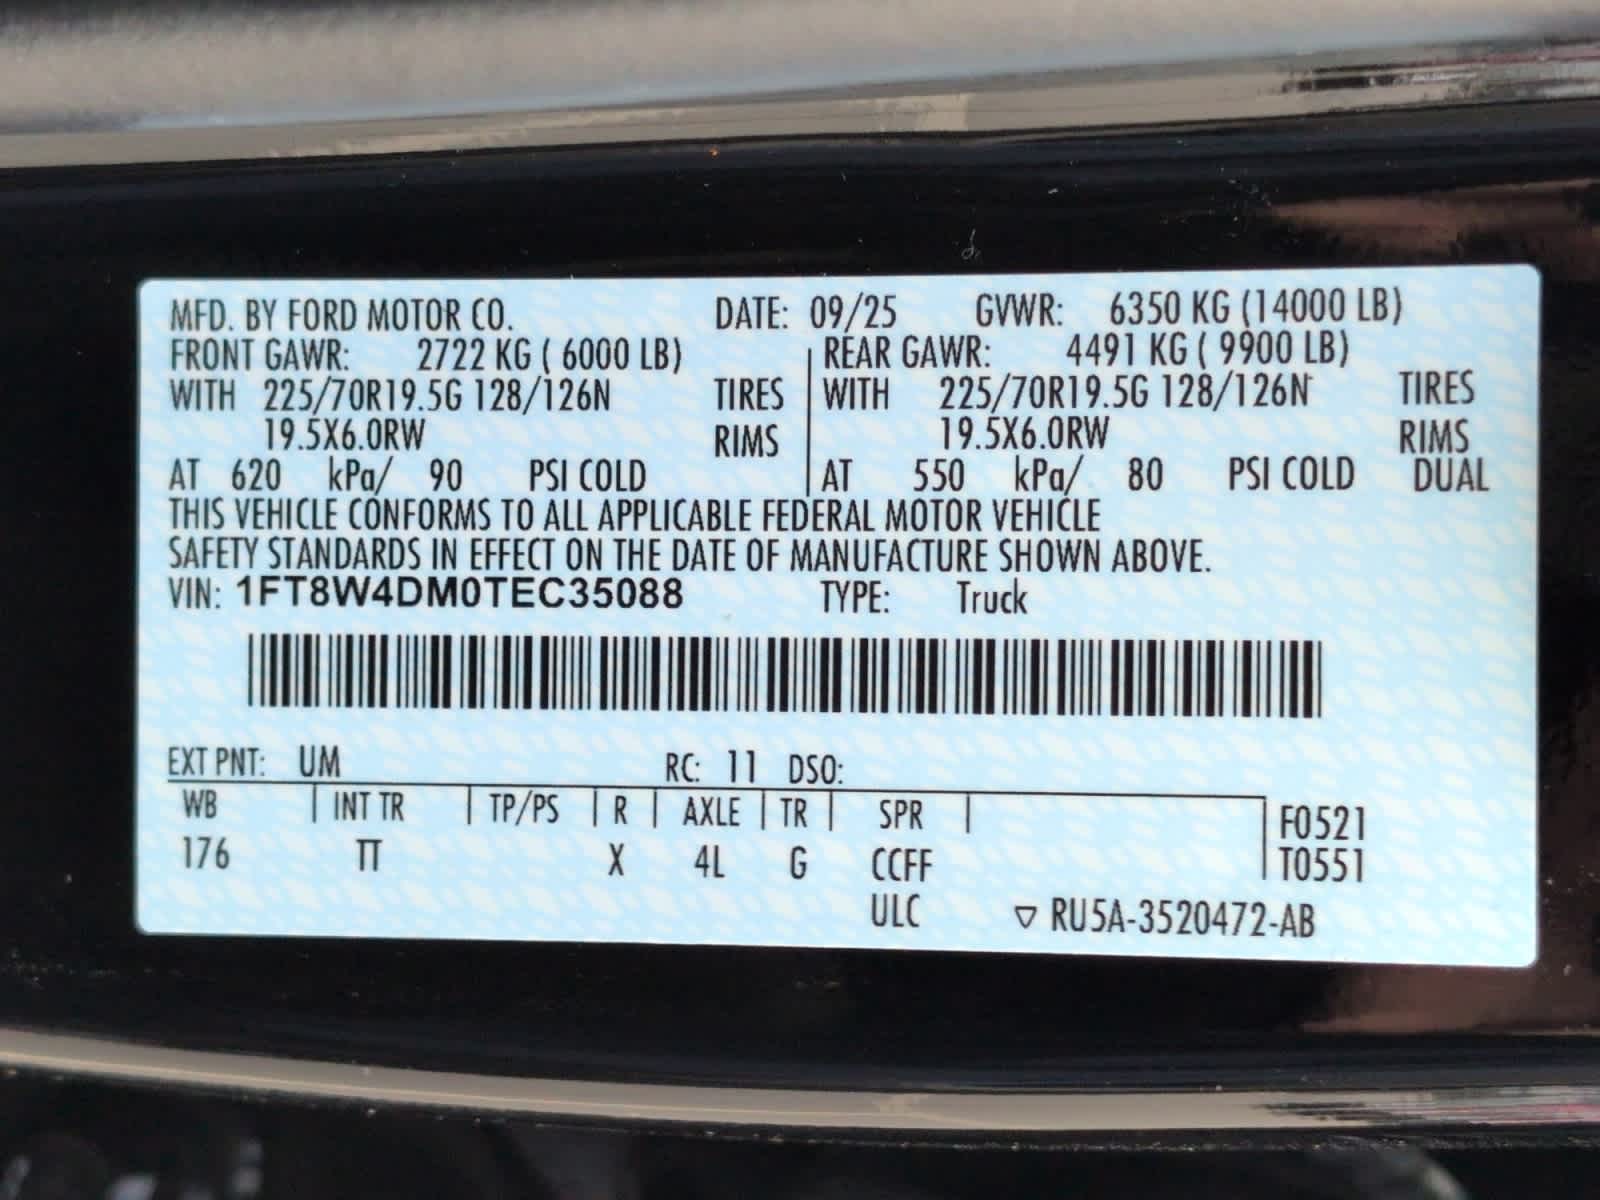 MFD. BY FORD MOTOR CO. DATE: 09/25 GVWR: 6350 KG (14000 LB)
FRONT GAWR: 2722 KG ( 6000 LB) REAR GAWR: 4491 KG ( 9900 LB)
WITH 225/70R19.5G 128/126N TIRES WITH 225/70R19.5G 128/126N TIRES
19.5X6.0RW RIMS 19.5X6.0RW RIMS
AT 620 kPa/ 90 PSI COLD AT 550 kPa/ 80 PSI COLD DUAL
THIS VEHICLE CONFORMS TO ALL APPLICABLE FEDERAL MOTOR VEHICLE
SAFETY STANDARDS IN EFFECT ON THE DATE OF MANUFACTURE SHOWN ABOVE.
VIN: 1FT8W4DM0TEC35088 TYPE: Truck
EXT PNT: UM RC: 11 DSO:
WB INT TR TP/PS R AXLE TR SPR F0521
176 TT X 4L G CCFF T0551
ULC ▽ RU5A-3520472-AB